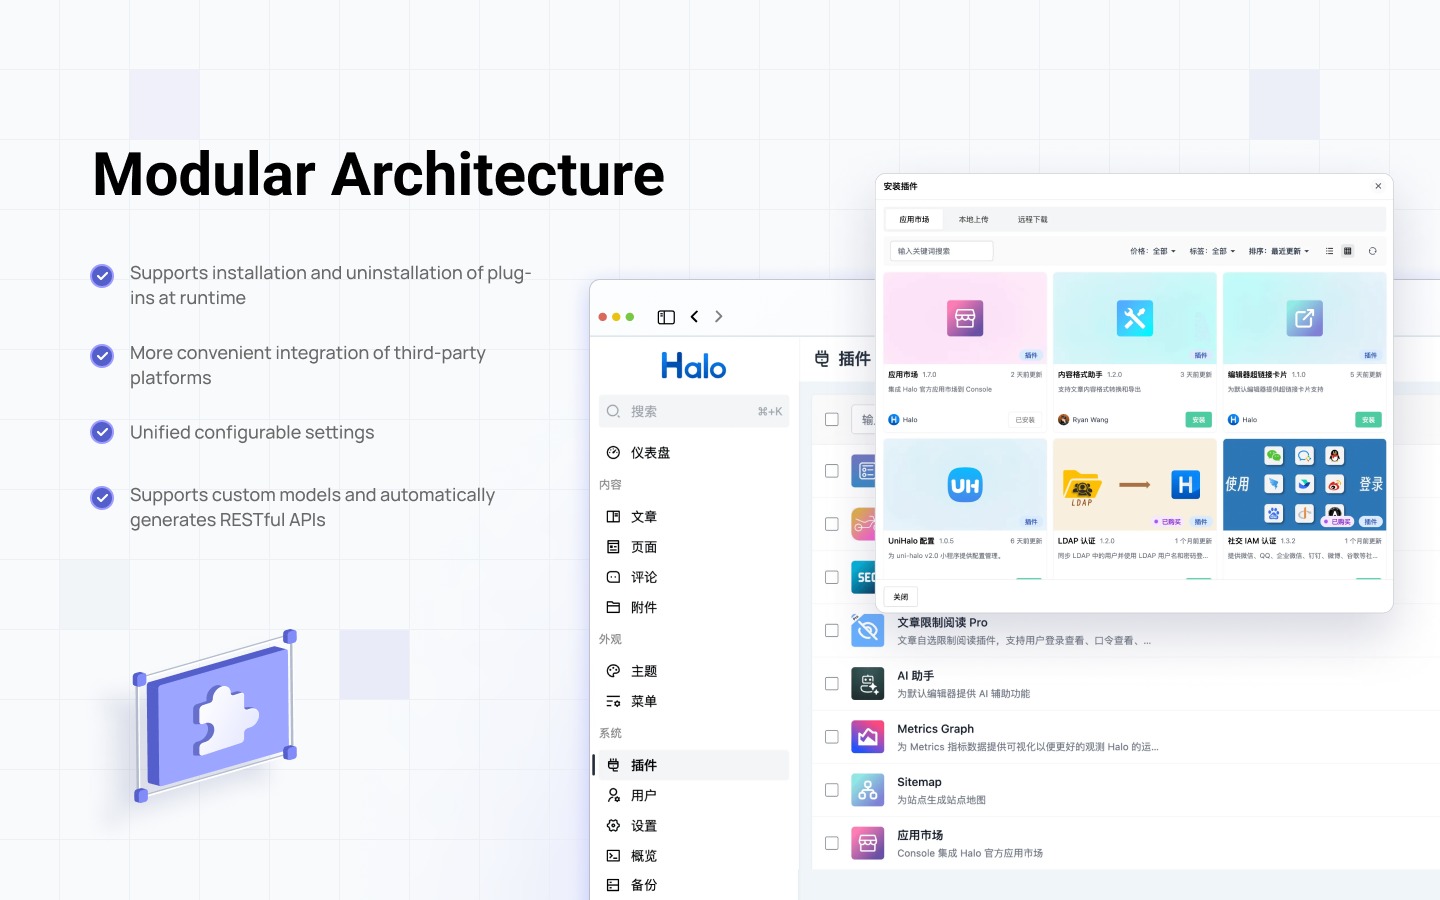 Modular Architecture
Supports installation and uninstallation of plug-
ins at runtime
More convenient integration of third-party
platforms
Unified configurable settings
Supports custom models and automatically
generates RESTful APIs
Halo
搜索 ⌘+K
仪表盘
内容
文章
页面
评论
附件
外观
主题
菜单
系统
插件
用户
设置
概览
备份
插件
输
SEO
文章限制阅读 Pro
文章自选限制阅读插件，支持用户登录查看、口令查看、...
AI 助手
为默认编辑器提供 AI 辅助功能
Metrics Graph
为 Metrics 指标数据提供可视化以便更好的观测 Halo 的运...
Sitemap
为站点生成站点地图
应用市场
Console 集成 Halo 官方应用市场
安装插件
应用市场 本地上传 远程下载
输入关键词搜索 价格：全部 标签：全部 排序：最近更新
插件
应用市场 1.7.0 2 天前更新
集成 Halo 官方应用市场到 Console
Halo 已安装
插件
内容格式助手 1.2.0 3 天前更新
支持文章内容格式转换和导出
Ryan Wang 安装
插件
编辑器超链接卡片 1.1.0 5 天前更新
为默认编辑器提供超链接卡片支持
Halo 安装
UH
插件
UniHalo 配置 1.0.5 6 天前更新
为 uni-halo v2.0 小程序提供配置管理。
LDAP H
已购买 插件
LDAP 认证 1.2.0 1 个月前更新
同步 LDAP 中的用户并使用 LDAP 用户名和密码登...
使用 登录
已购买 插件
社交 IAM 认证 1.3.2 1 个月前更新
提供微信、QQ、企业微信、钉钉、微博、谷歌等社...
关闭